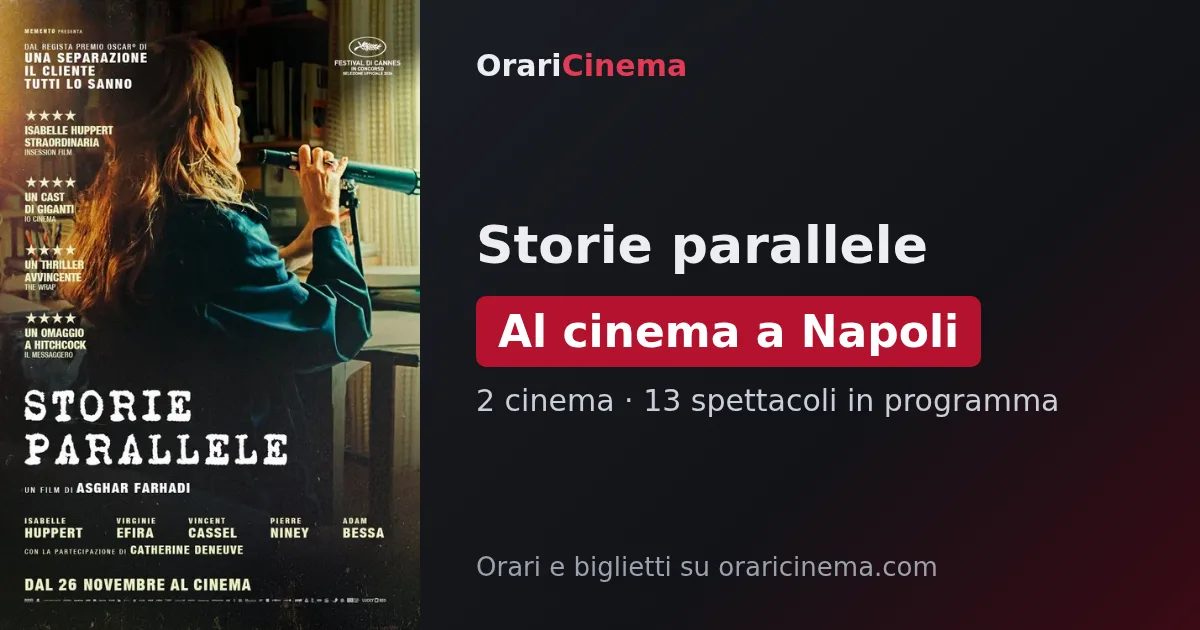 MEMENTO PRESENTA
DAL REGISTA PREMIO OSCAR® DI
UNA SEPARAZIONE
IL CLIENTE
TUTTI LO SANNO
FESTIVAL DI CANNES
IN CONCORSO
SELEZIONE UFFICIALE 2026
★★★★
ISABELLE HUPPERT
STRAORDINARIA
INSESSION FILM
★★★★
UN CAST
DI GIGANTI
IO CINEMA
★★★★
UN THRILLER
AVVINCENTE
THE WRAP
★★★★
UN OMAGGIO
A HITCHCOCK
IL MESSAGGERO
STORIE
PARALLELE
UN FILM DI ASGHAR FARHADI
ISABELLE HUPPERT
VIRGINIE EFIRA
VINCENT CASSEL
PIERRE NINEY
ADAM BESSA
CON LA PARTECIPAZIONE DI CATHERINE DENEUVE
DAL 26 NOVEMBRE AL CINEMA
OrariCinema
Storie parallele
Al cinema a Napoli
2 cinema · 13 spettacoli in programma
Orari e biglietti su oraricinema.com